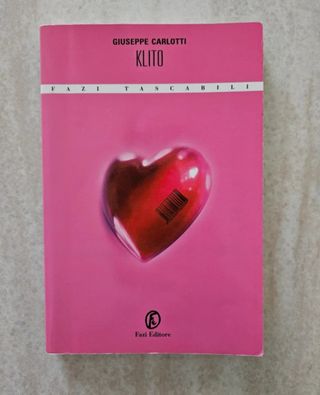 GIUSEPPE CARLOTTI
KLITO
FAZI TASCABILI
Fazi Editore